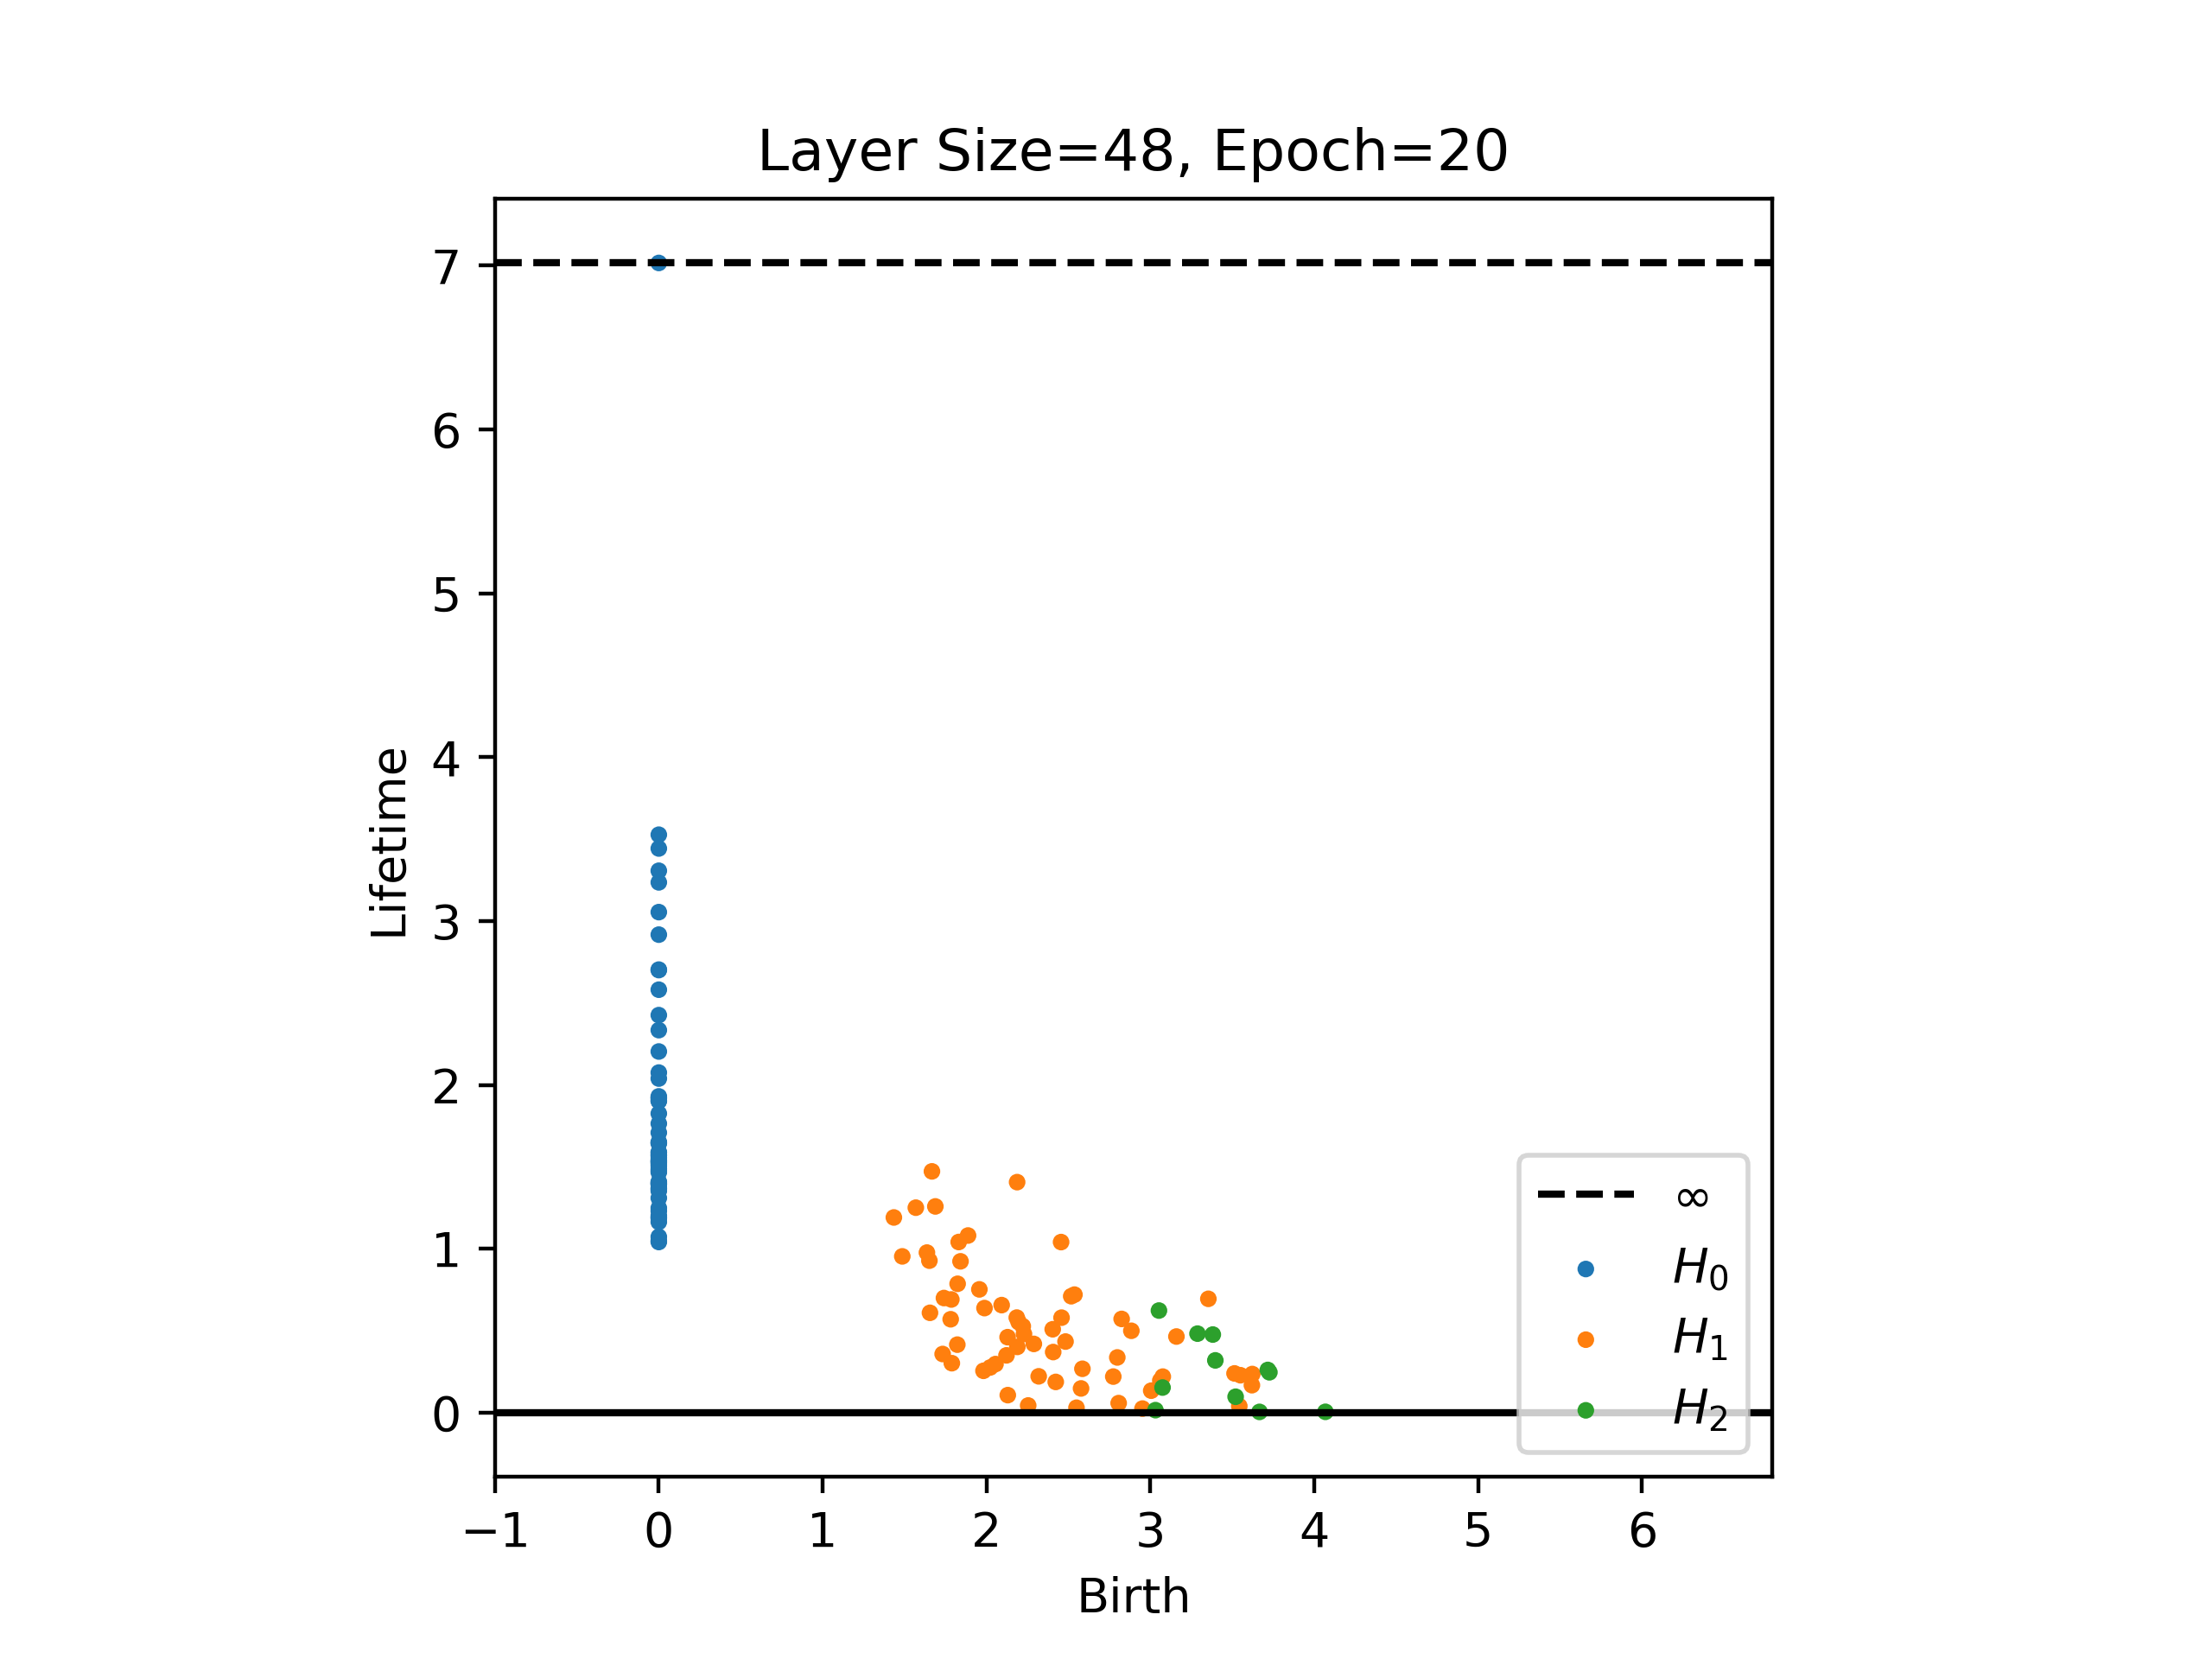 Layer Size=48, Epoch=20
Lifetime
7
6
5
4
3
2
1
0
∞
H₀
H₁
H₂
−1 0 1 2 3 4 5 6
Birth